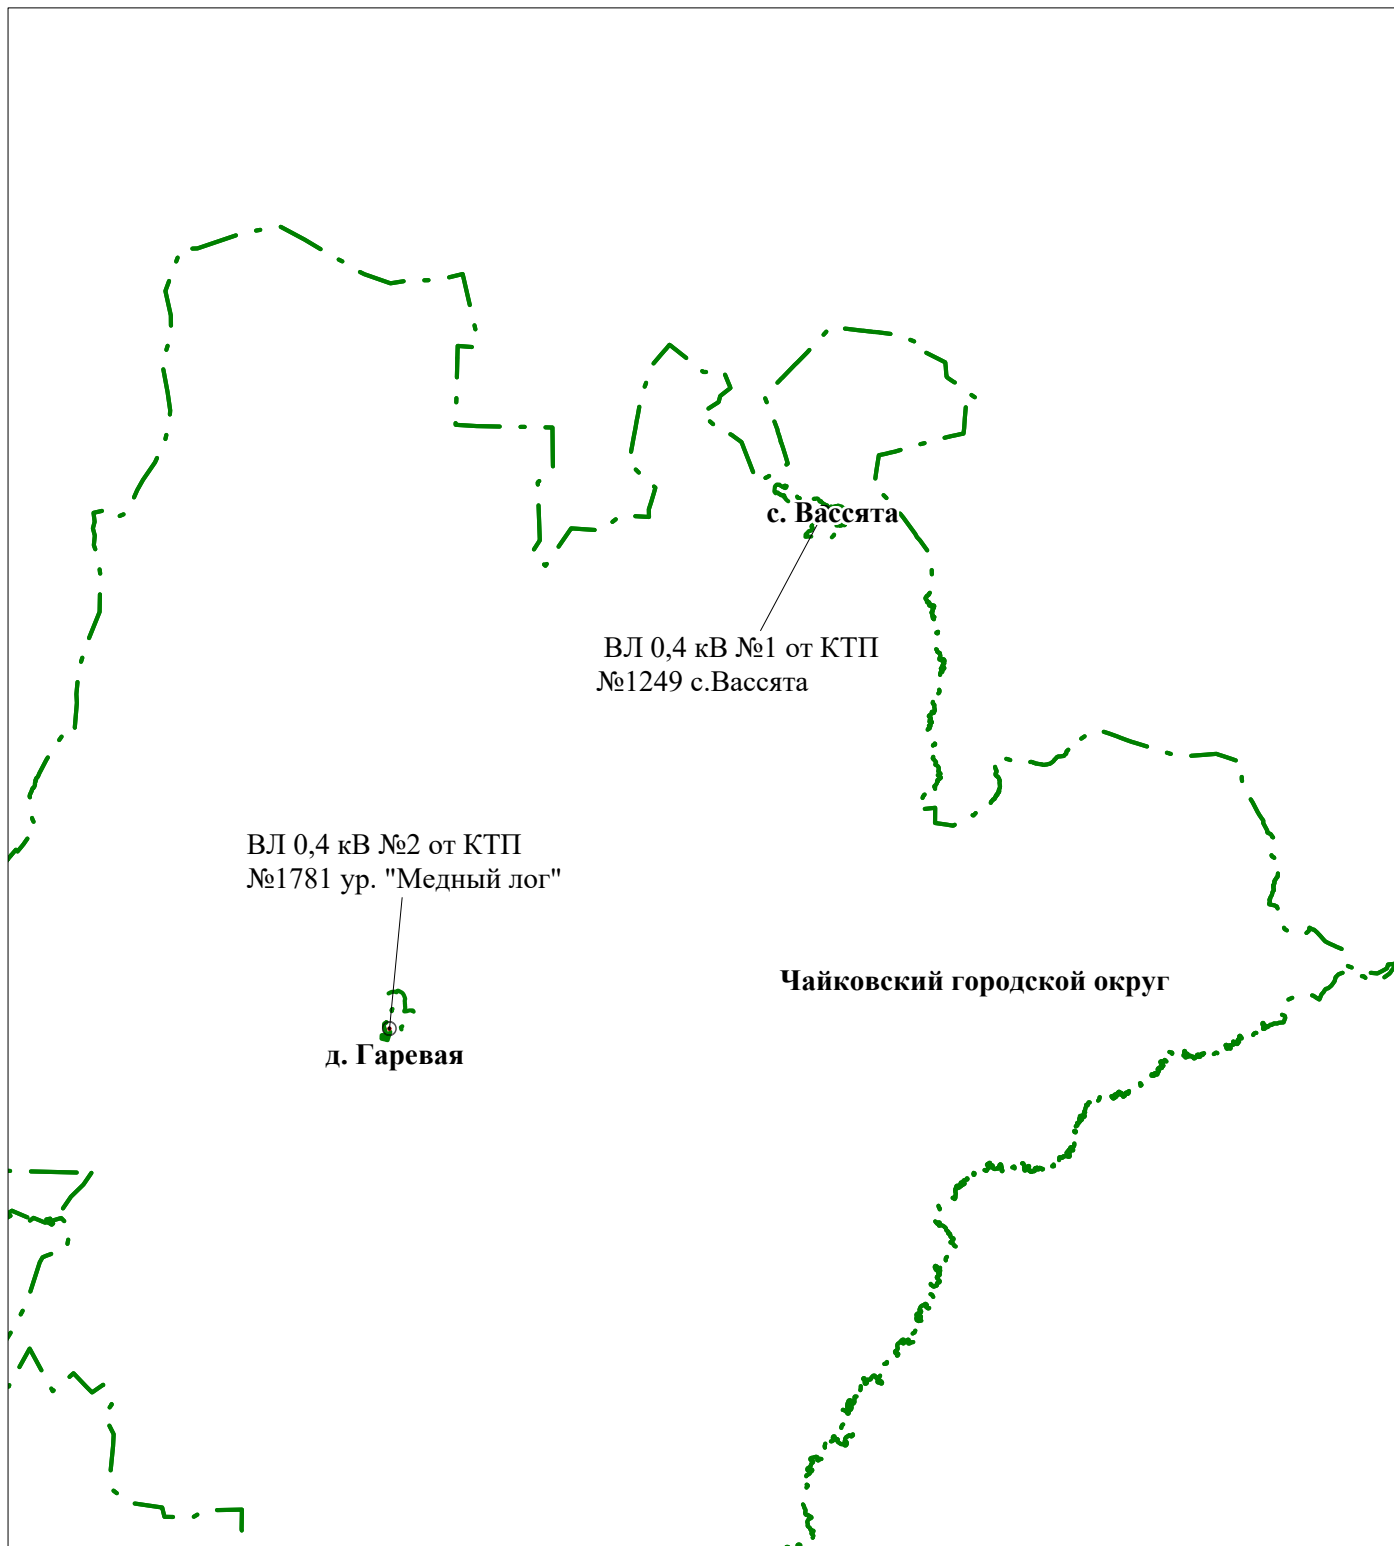 с. Вассята
ВЛ 0,4 кВ №1 от КТП
№1249 с.Вассята
ВЛ 0,4 кВ №2 от КТП
№1781 ур. "Медный лог"
Чайковский городской округ
д. Гаревая